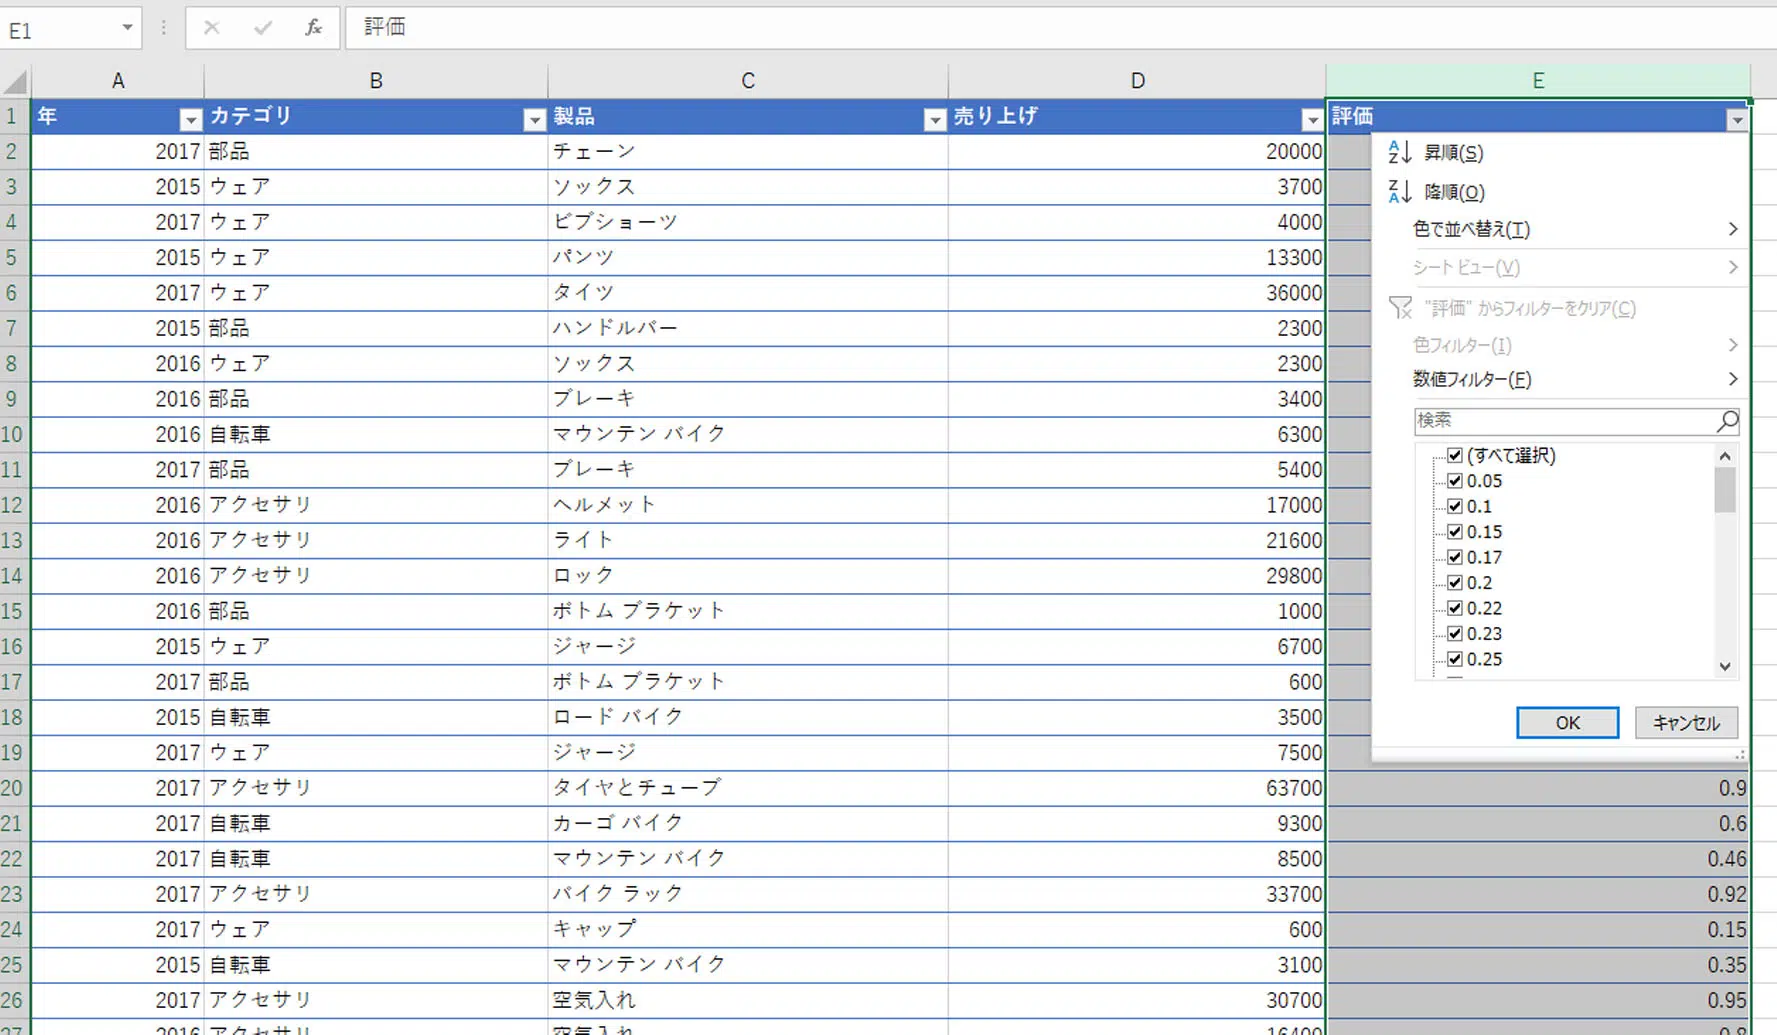 E1 fx 評価
A B C D E
1 年 カテゴリ 製品 売り上げ 評価
2 2017 部品 チェーン 20000
3 2015 ウェア ソックス 3700
4 2017 ウェア ビブショーツ 4000
5 2015 ウェア パンツ 13300
6 2017 ウェア タイツ 36000
7 2015 部品 ハンドルバー 2300
8 2016 ウェア ソックス 2300
9 2016 部品 ブレーキ 3400
10 2016 自転車 マウンテン バイク 6300
11 2017 部品 ブレーキ 5400
12 2016 アクセサリ ヘルメット 17000
13 2016 アクセサリ ライト 21600
14 2016 アクセサリ ロック 29800
15 2016 部品 ボトム ブラケット 1000
16 2015 ウェア ジャージ 6700
17 2017 部品 ボトム ブラケット 600
18 2015 自転車 ロード バイク 3500
19 2017 ウェア ジャージ 7500
20 2017 アクセサリ タイヤとチューブ 63700 0.9
21 2017 自転車 カーゴ バイク 9300 0.6
22 2017 自転車 マウンテン バイク 8500 0.46
23 2017 アクセサリ バイク ラック 33700 0.92
24 2017 ウェア キャップ 600 0.15
25 2015 自転車 マウンテン バイク 3100 0.35
26 2017 アクセサリ 空気入れ 30700 0.95
27 2016 アクセサリ 空気入れ 16400 0.8
昇順(S)
降順(O)
色で並べ替え(T)
シート ビュー(V)
"評価" からフィルターをクリア(C)
色フィルター(I)
数値フィルター(F)
検索
(すべて選択)
0.05
0.1
0.15
0.17
0.2
0.22
0.23
0.25
OK キャンセル